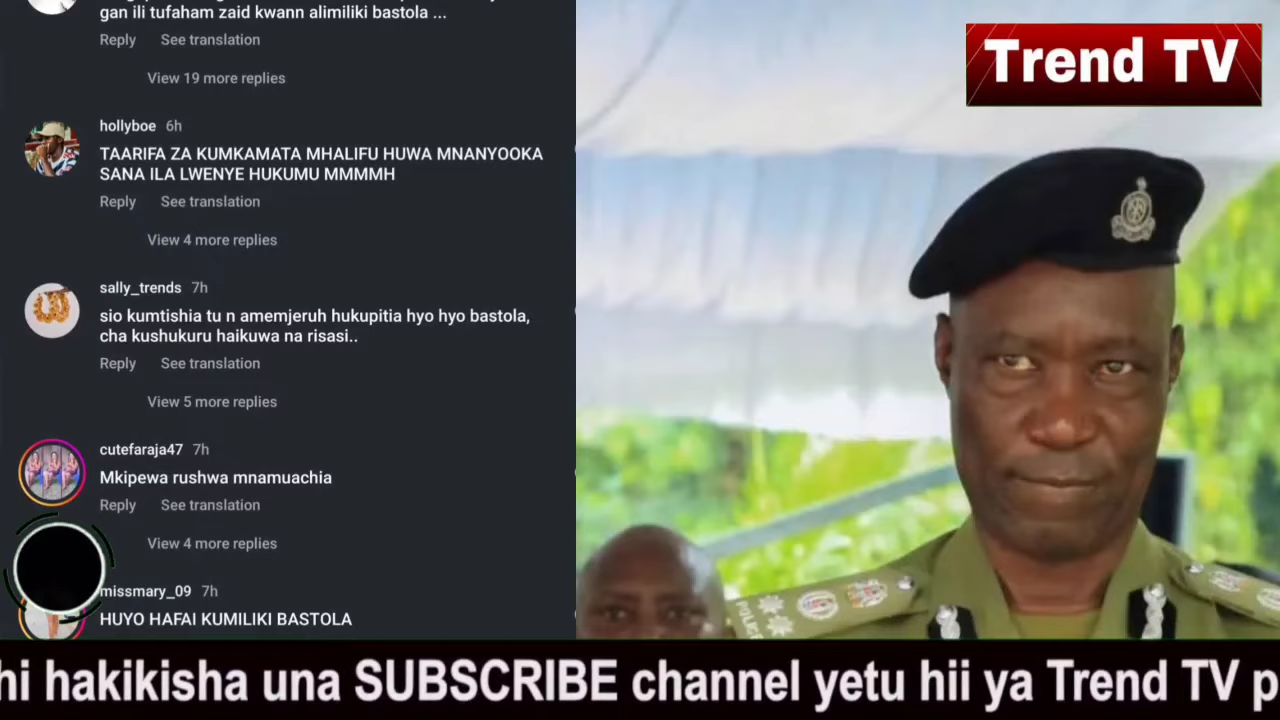 gan ili tufaham zaid kwann alimiliki bastola ...
Reply See translation
View 19 more replies
hollyboe 6h
TAARIFA ZA KUMKAMATA MHALIFU HUWA MNANYOOKA
SANA ILA LWENYE HUKUMU MMMMH
Reply See translation
View 4 more replies
sally_trends 7h
sio kumtishia tu n amemjeruh hukupitia hyo hyo bastola,
cha kushukuru haikuwa na risasi..
Reply See translation
View 5 more replies
cutefaraja47 7h
Mkipewa rushwa mnamuachia
Reply See translation
View 4 more replies
missmary_09 7h
HUYO HAFAI KUMILIKI BASTOLA
Trend TV
POLICE
hi hakikisha una SUBSCRIBE channel yetu hii ya Trend TV p